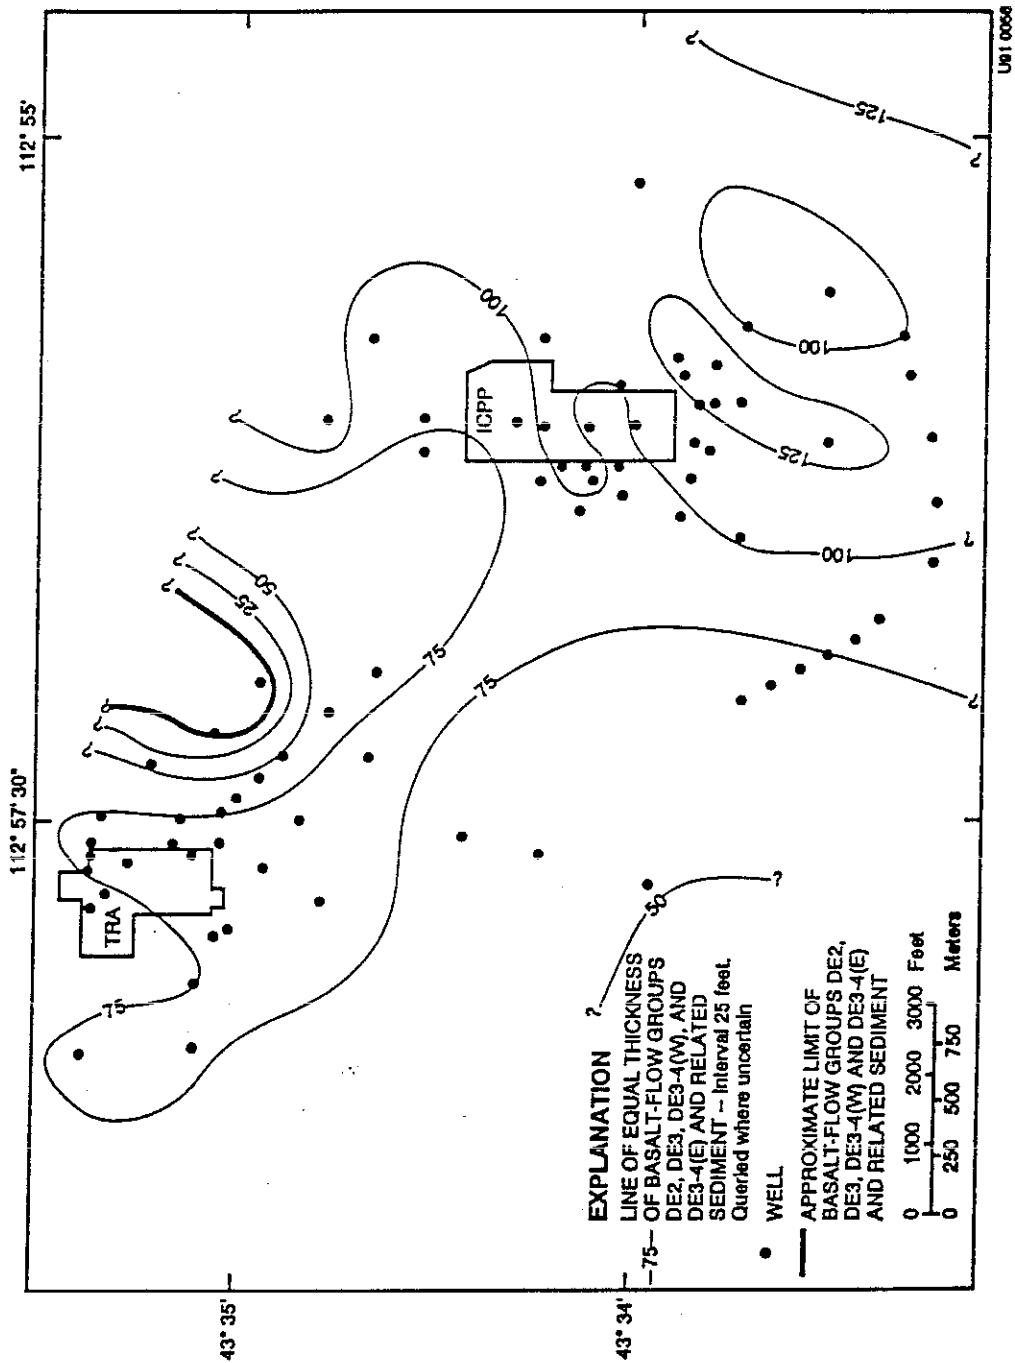 112° 57' 30"
112° 55'
43° 35'
43° 34'
TRA
ICPP
?
?
?
?
?
?
?
?
?
?
?
?
?
?
75
75
75
50
25
50
100
100
100
125
125
EXPLANATION
—75— LINE OF EQUAL THICKNESS
OF BASALT-FLOW GROUPS
DE2, DE3, DE3-4(W), AND
DE3-4(E) AND RELATED
SEDIMENT -- Interval 25 feet.
Queried where uncertain
WELL
APPROXIMATE LIMIT OF
BASALT-FLOW GROUPS DE2,
DE3, DE3-4(W) AND DE3-4(E)
AND RELATED SEDIMENT
0 1000 2000 3000 Feet
0 250 500 750 Meters
U91 0056